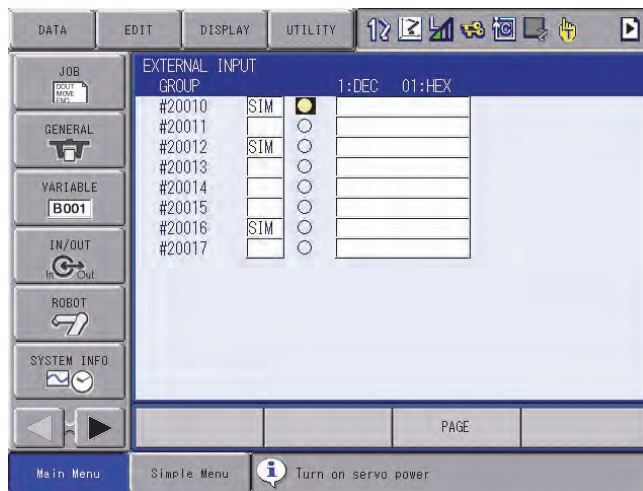 DATA EDIT DISPLAY UTILITY
JOB
DOUT
MOVE
END
GENERAL
VARIABLE
B001
IN/OUT
In Out
ROBOT
SYSTEM INFO
EXTERNAL INPUT
GROUP 1:DEC 01:HEX
#20010 SIM
#20011
#20012 SIM
#20013
#20014
#20015
#20016 SIM
#20017
PAGE
Main Menu Simple Menu Turn on servo power